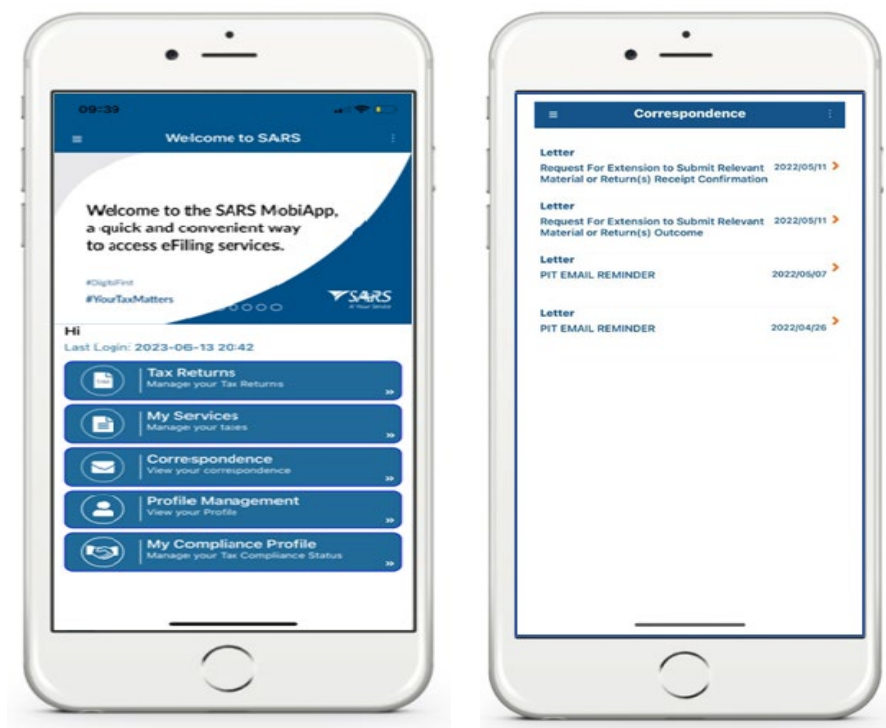 09:39
Welcome to SARS
Welcome to the SARS MobiApp,
a quick and convenient way
to access eFiling services.
#DigitalFirst
#YourTaxMatters
SARS
At Your Service
Hi
Last Login: 2023-06-13 20:42
Tax Returns
Manage your Tax Returns
My Services
Manage your taxes
Correspondence
View your correspondence
Profile Management
View your Profile
My Compliance Profile
Manage your Tax Compliance Status
Correspondence
Letter
Request For Extension to Submit Relevant 2022/05/11
Material or Return(s) Receipt Confirmation
Letter
Request For Extension to Submit Relevant 2022/05/11
Material or Return(s) Outcome
Letter
PIT EMAIL REMINDER 2022/05/07
Letter
PIT EMAIL REMINDER 2022/04/26